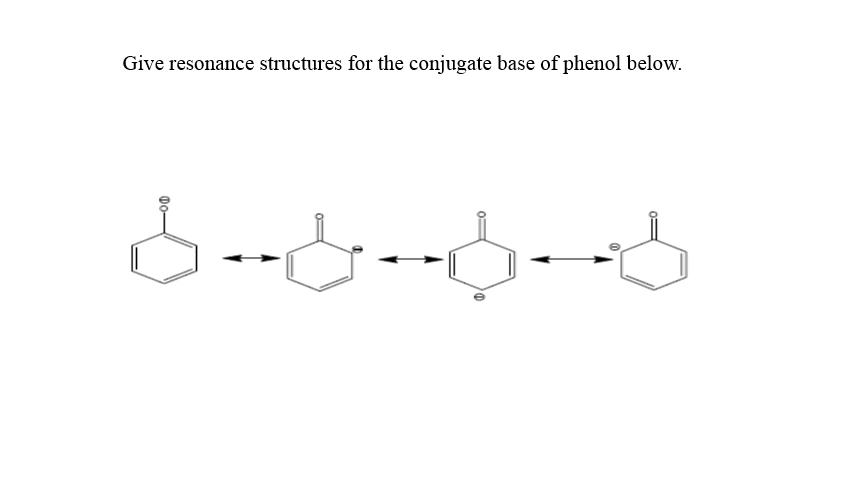 Give resonance structures for the conjugate base of phenol below.
⊖
O
O
⊖
O
⊖
O
⊖